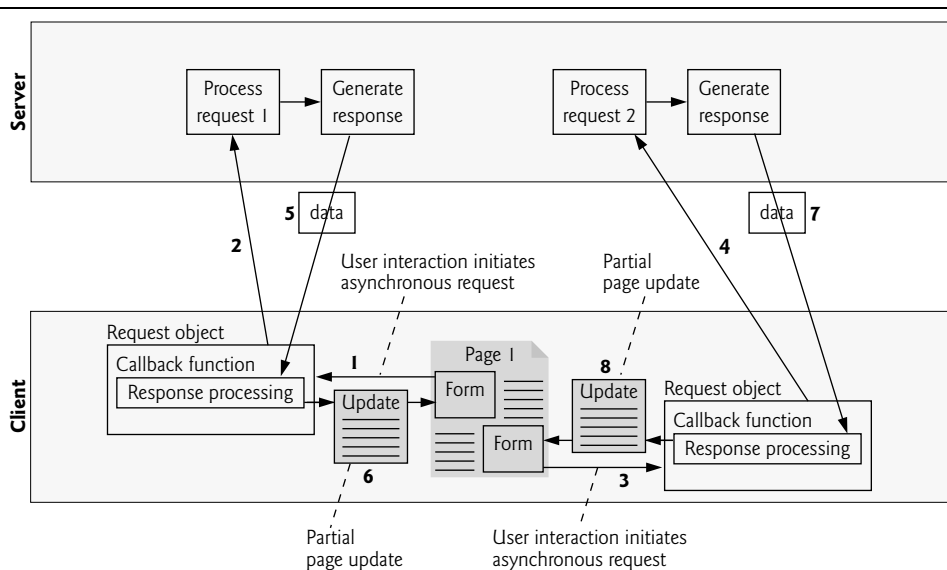 Server
Process
request 1
Generate
response
Process
request 2
Generate
response
5
data
data
7
2
4
User interaction initiates
asynchronous request
Partial
page update
Client
Request object
Callback function
Response processing
1
Page 1
Form
Update
6
8
Update
Form
3
Request object
Callback function
Response processing
Partial
page update
User interaction initiates
asynchronous request